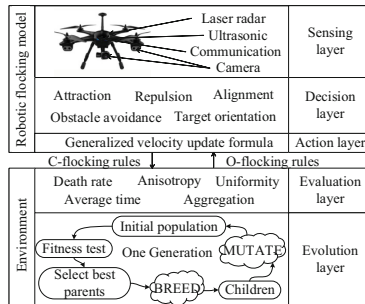 Robotic flocking model
Laser radar
Ultrasonic
Communication
Camera
Sensing
layer
Attraction Repulsion Alignment
Obstacle avoidance Target orientation
Decision
layer
Generalized velocity update formula Action layer
C-flocking rules O-flocking rules
Environment
Death rate Anisotropy Uniformity
Average time Aggregation
Evaluation
layer
Initial population
Fitness test One Generation MUTATE
Select best
parents
BREED Children
Evolution
layer